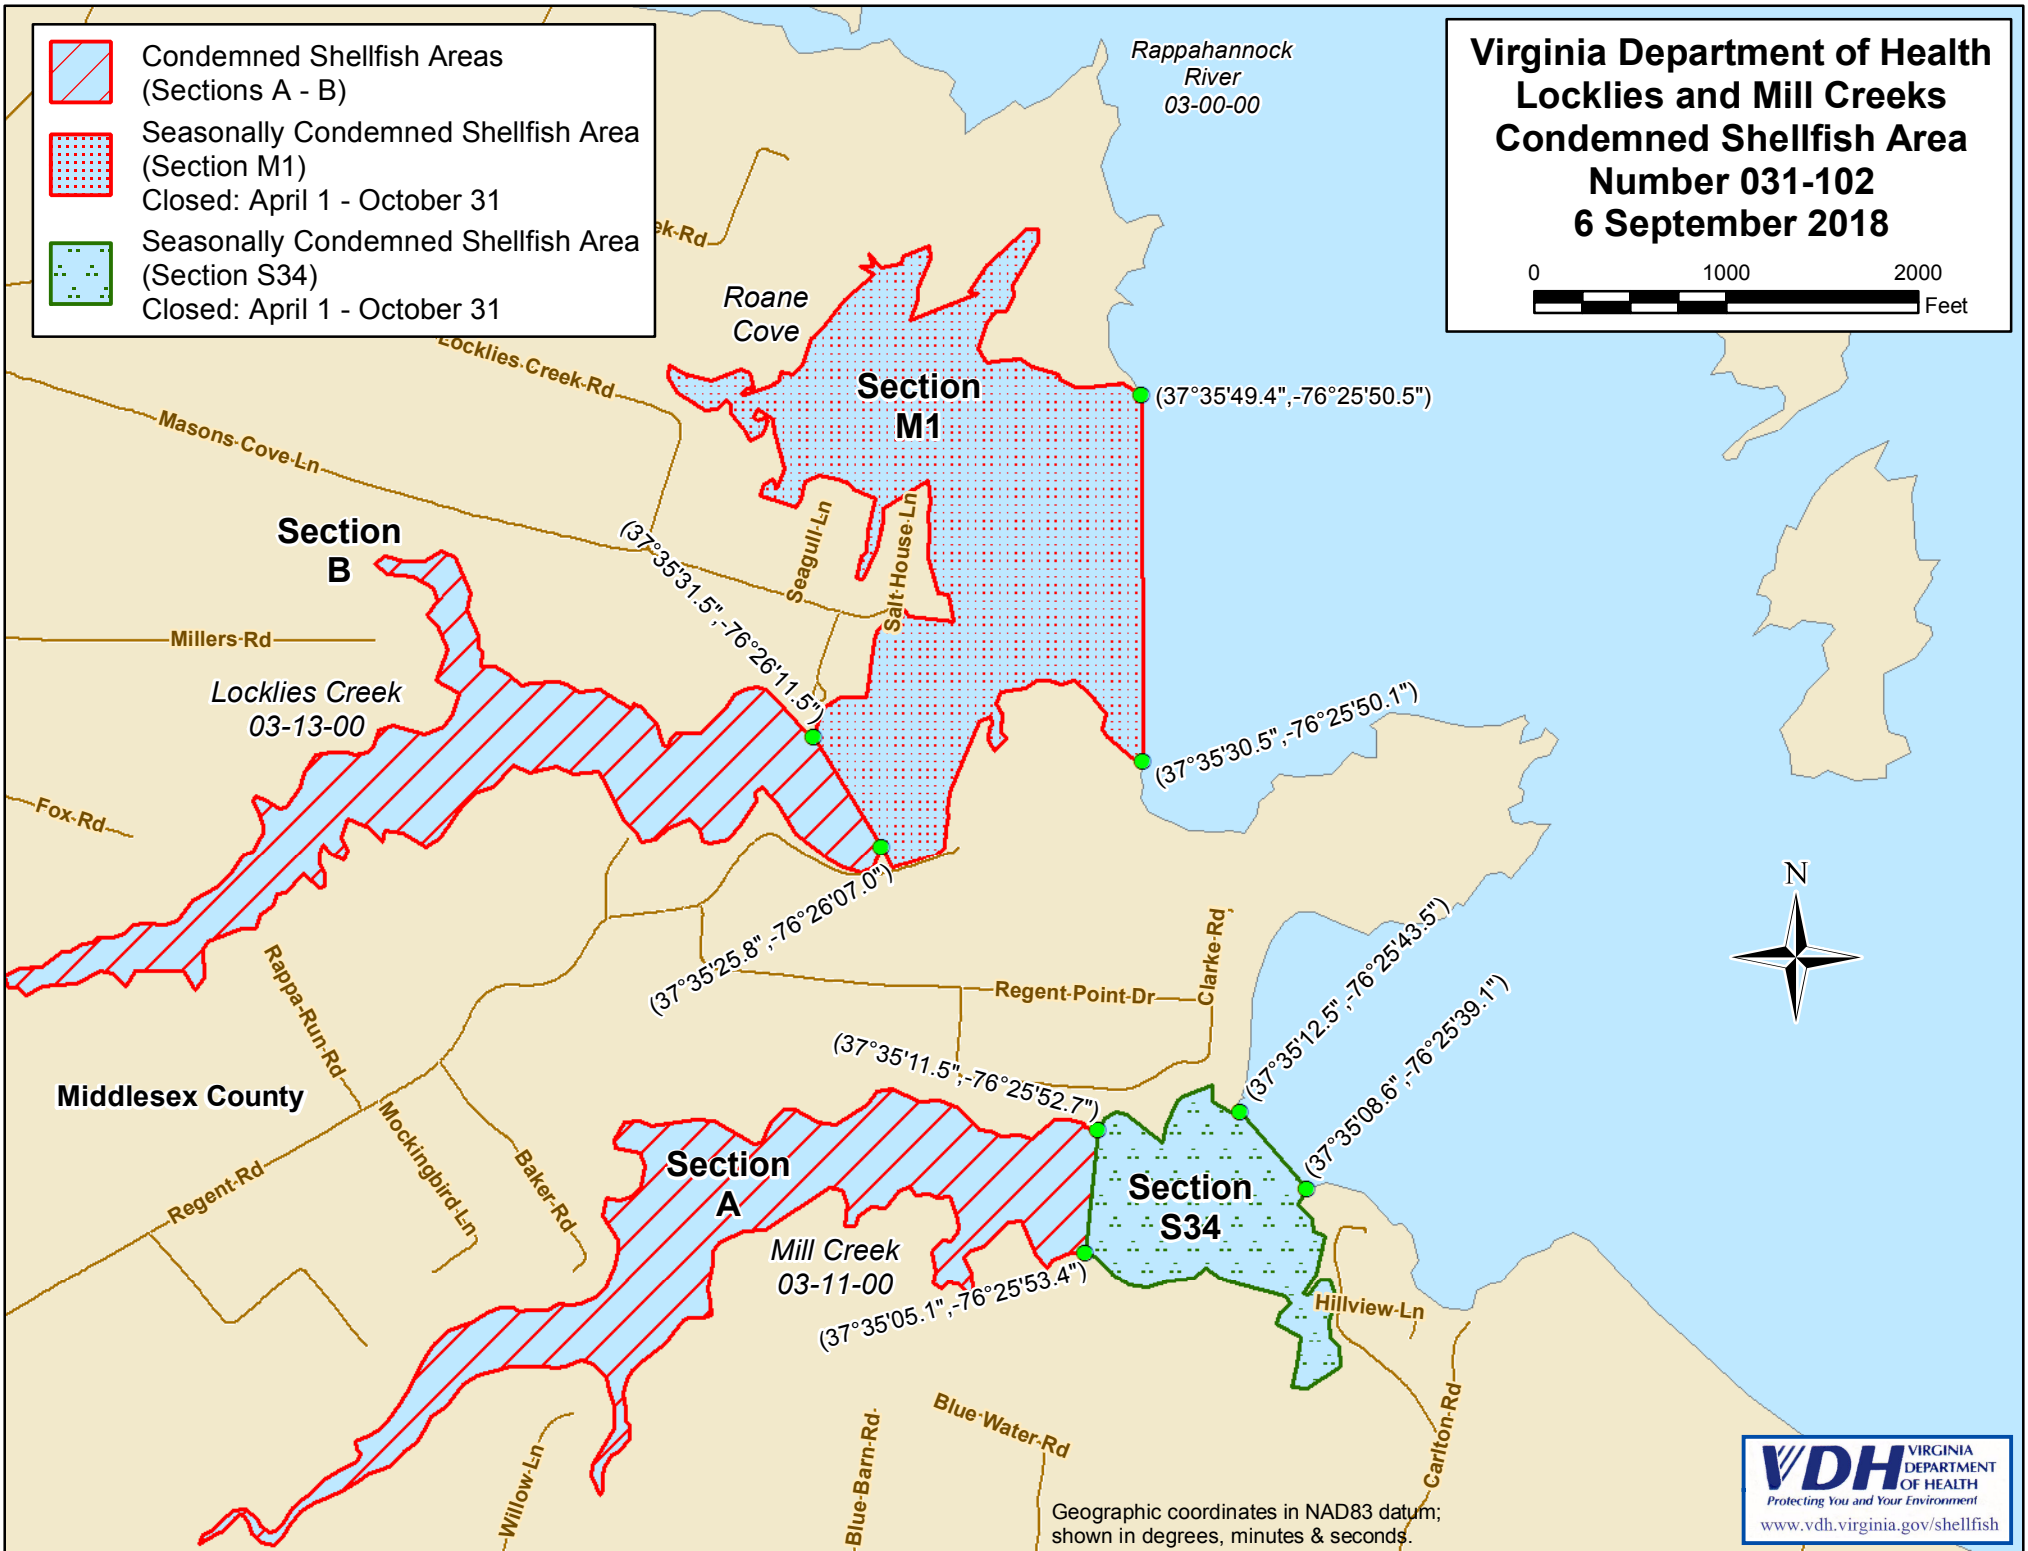 Condemned Shellfish Areas
(Sections A - B)
Seasonally Condemned Shellfish Area
(Section M1)
Closed: April 1 - October 31
Seasonally Condemned Shellfish Area
(Section S34)
Closed: April 1 - October 31
Rappahannock
River
03-00-00
Virginia Department of Health
Locklies and Mill Creeks
Condemned Shellfish Area
Number 031-102
6 September 2018
0 1000 2000
Feet
ek Rd
Roane
Cove
Locklies Creek Rd
Section
M1
(37°35'49.4",-76°25'50.5")
Masons Cove Ln
Section
B
(37°35'31.5",-76°26'11.5")
Seagull Ln
Salt House Ln
Millers Rd
Locklies Creek
03-13-00
(37°35'30.5",-76°25'50.1")
Fox Rd
(37°35'25.8",-76°26'07.0")
N
Rappa Run Rd
Regent Point Dr
Clarke Rd
(37°35'12.5",-76°25'43.5")
(37°35'08.6",-76°25'39.1")
(37°35'11.5",-76°25'52.7")
Middlesex County
Mockingbird Ln
Baker Rd
Regent Rd
Section
A
Section
S34
Mill Creek
03-11-00
(37°35'05.1",-76°25'53.4")
Hillview Ln
Willow Ln
Blue Barn Rd
Blue Water Rd
Carlton Rd
Geographic coordinates in NAD83 datum;
shown in degrees, minutes & seconds.
VDH VIRGINIA
DEPARTMENT
OF HEALTH
Protecting You and Your Environment
www.vdh.virginia.gov/shellfish